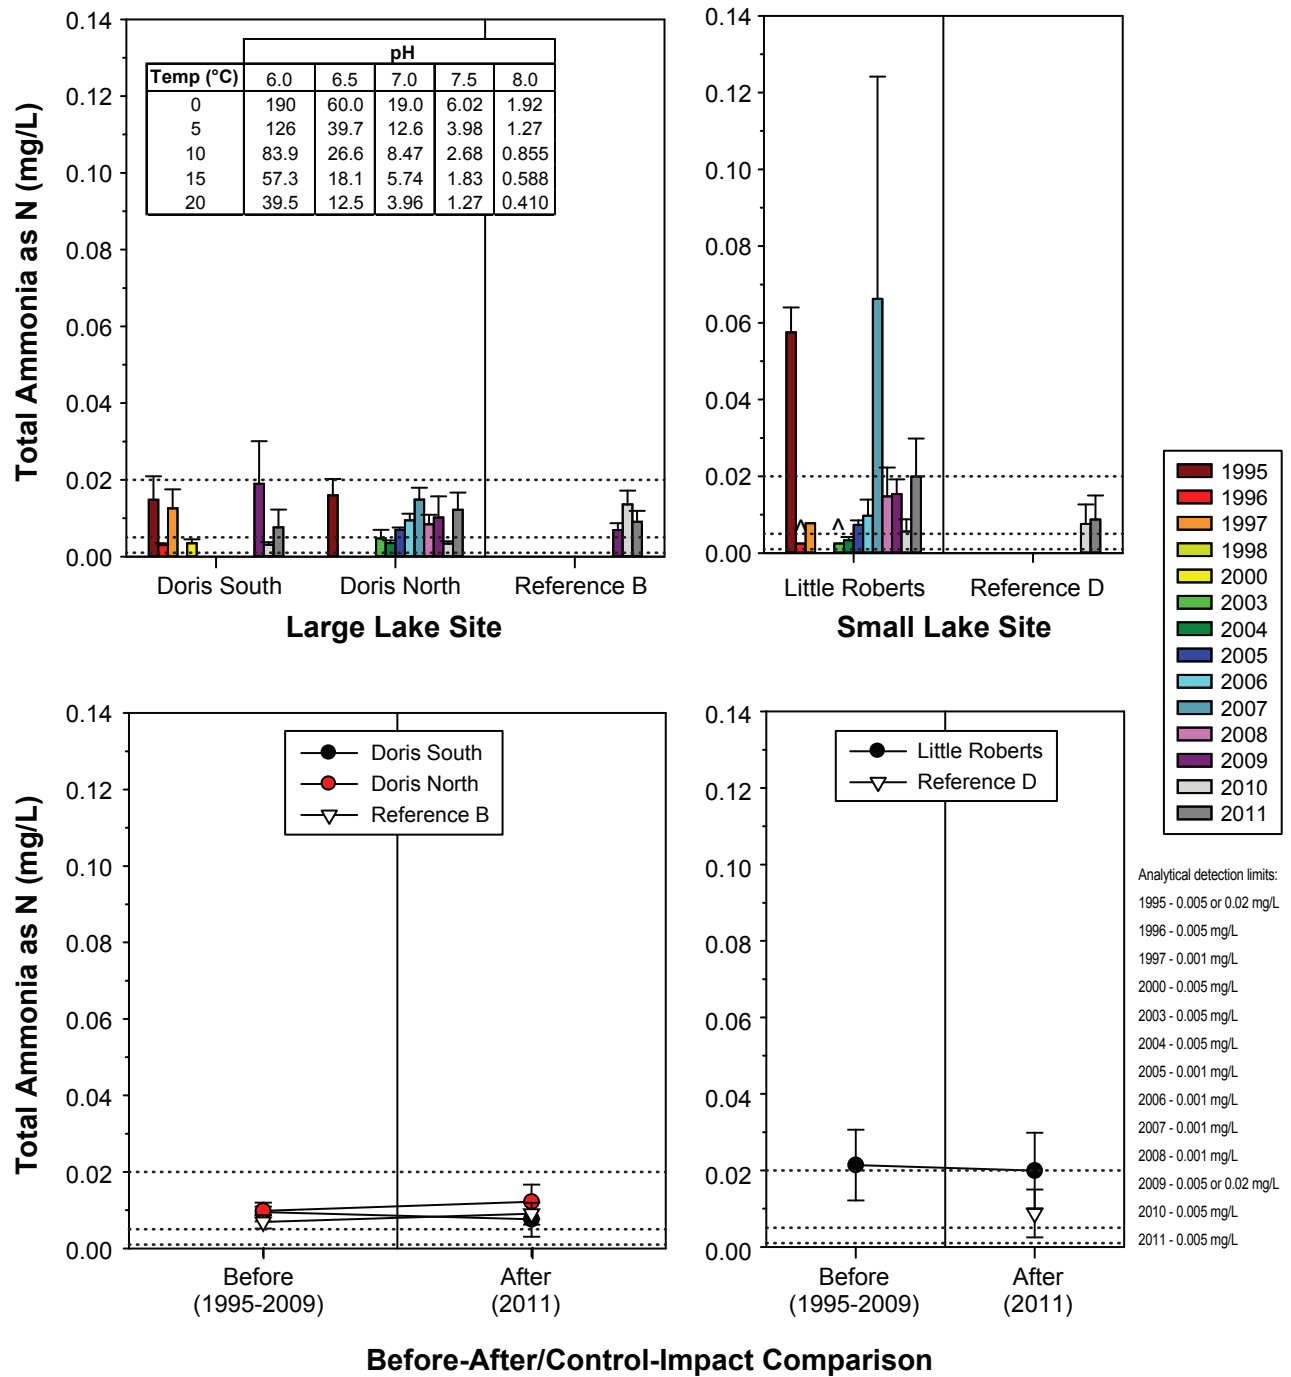 Total Ammonia as N (mg/L)
0.14
0.12
0.10
0.08
0.06
0.04
0.02
0.00
pH
Temp (°C) 6.0 6.5 7.0 7.5 8.0
0 190 60.0 19.0 6.02 1.92
5 126 39.7 12.6 3.98 1.27
10 83.9 26.6 8.47 2.68 0.855
15 57.3 18.1 5.74 1.83 0.588
20 39.5 12.5 3.96 1.27 0.410
Doris South Doris North Reference B
Large Lake Site
0.14
0.12
0.10
0.08
0.06
0.04
0.02
0.00
^ ^
Little Roberts Reference D
Small Lake Site
1995
1996
1997
1998
2000
2003
2004
2005
2006
2007
2008
2009
2010
2011
Total Ammonia as N (mg/L)
0.14
0.12
0.10
0.08
0.06
0.04
0.02
0.00
Doris South
Doris North
Reference B
Before After
(1995-2009) (2011)
0.14
0.12
0.10
0.08
0.06
0.04
0.02
0.00
Little Roberts
Reference D
Before After
(1995-2009) (2011)
Analytical detection limits:
1995 - 0.005 or 0.02 mg/L
1996 - 0.005 mg/L
1997 - 0.001 mg/L
2000 - 0.005 mg/L
2003 - 0.005 mg/L
2004 - 0.005 mg/L
2005 - 0.001 mg/L
2006 - 0.001 mg/L
2007 - 0.001 mg/L
2008 - 0.001 mg/L
2009 - 0.005 or 0.02 mg/L
2010 - 0.005 mg/L
2011 - 0.005 mg/L
Before-After/Control-Impact Comparison